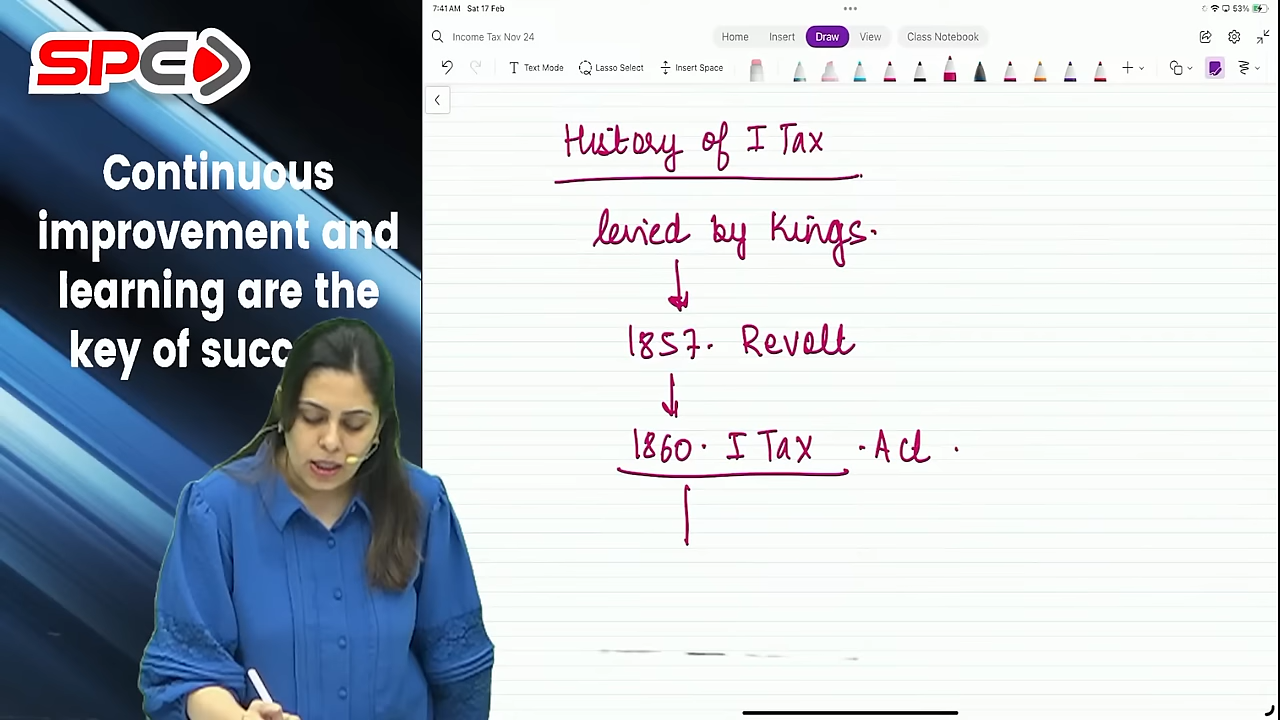 SPC
Continuous
improvement and
learning are the
key of succ
7:41 AM Sat 17 Feb
53%
Income Tax Nov 24
Home Insert Draw View Class Notebook
Text Mode Lasso Select Insert Space
History of I Tax
levied by Kings.
1857. Revolt
1860. I Tax . Act .